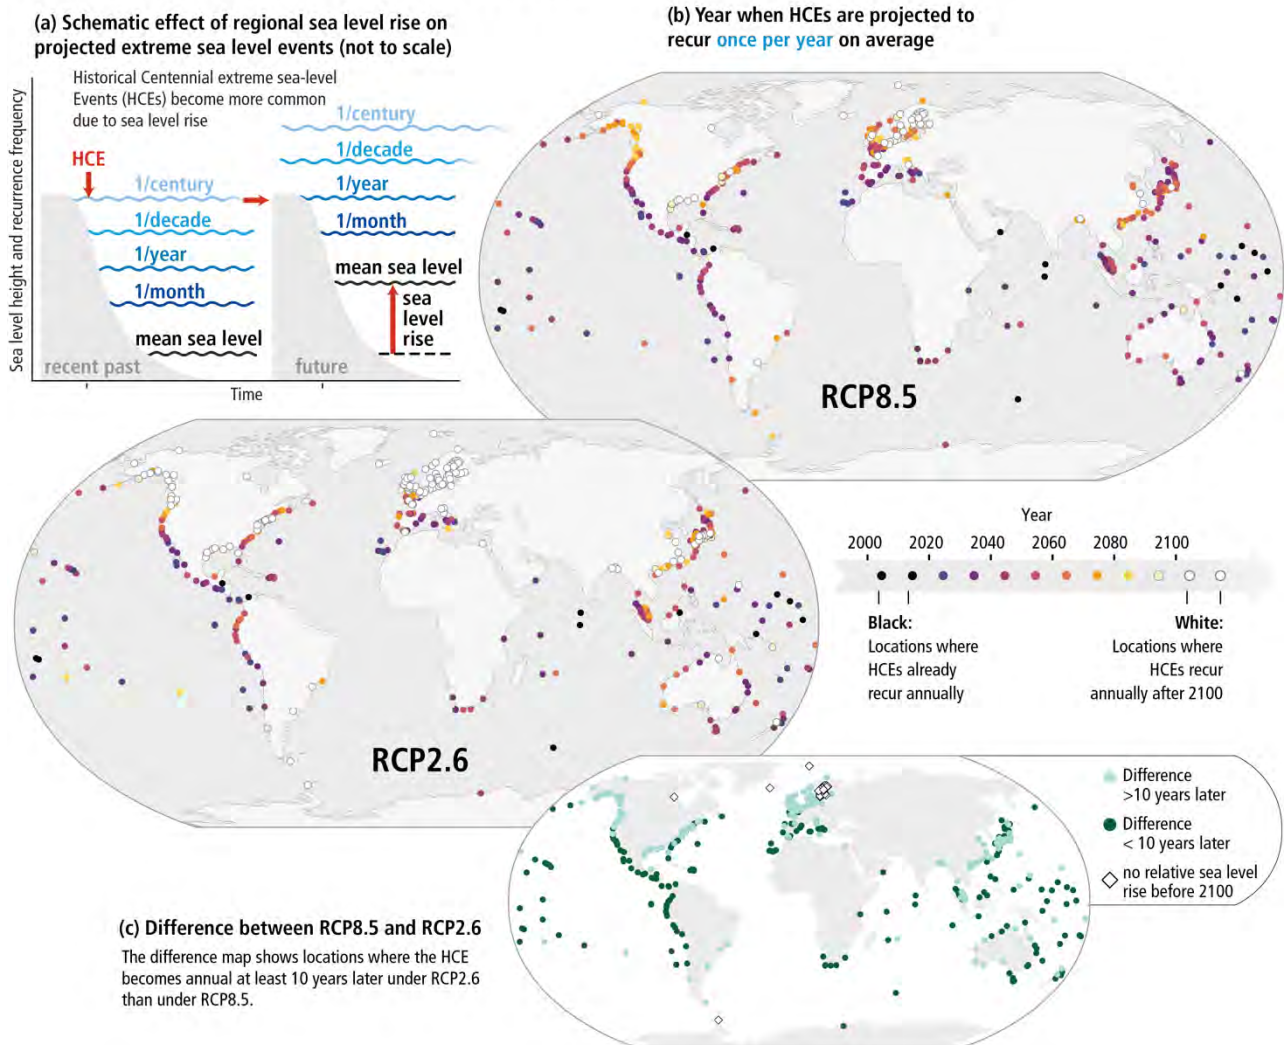 (a) Schematic effect of regional sea level rise on
projected extreme sea level events (not to scale)
Sea level height and recurrence frequency
Historical Centennial extreme sea-level
Events (HCEs) become more common
due to sea level rise
HCE
1/century
1/decade
1/year
1/month
mean sea level
recent past
1/century
1/decade
1/year
1/month
mean sea level
sea
level
rise
future
Time
(b) Year when HCEs are projected to
recur once per year on average
RCP8.5
RCP2.6
Year
2000 2020 2040 2060 2080 2100
Black:
Locations where
HCEs already
recur annually
White:
Locations where
HCEs recur
annually after 2100
(c) Difference between RCP8.5 and RCP2.6
The difference map shows locations where the HCE
becomes annual at least 10 years later under RCP2.6
than under RCP8.5.
Difference
>10 years later
Difference
< 10 years later
no relative sea level
rise before 2100